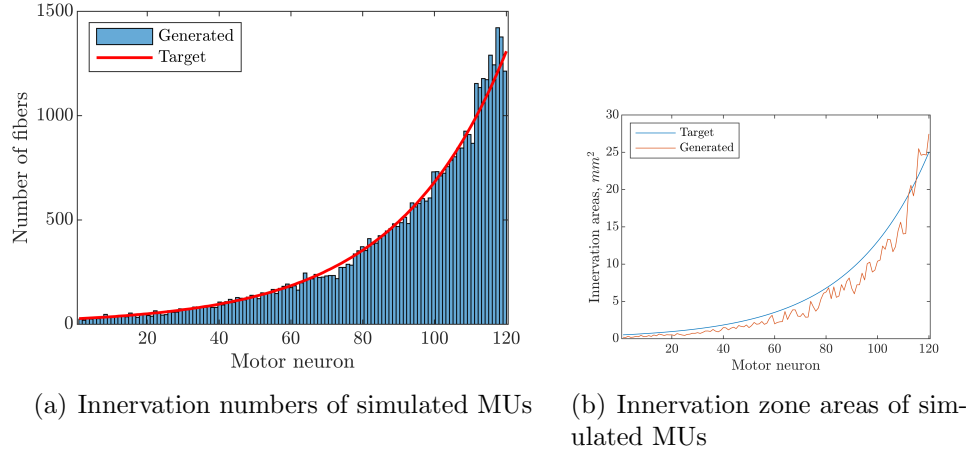 1500
1000
500
0
Number of fibers
Generated
Target
20
40
60
80
100
120
Motor neuron
(a) Innervation numbers of simulated MUs
30
25
20
15
10
5
0
Innervation areas, mm²
Target
Generated
20
40
60
80
100
120
Motor neuron
(b) Innervation zone areas of sim-
ulated MUs